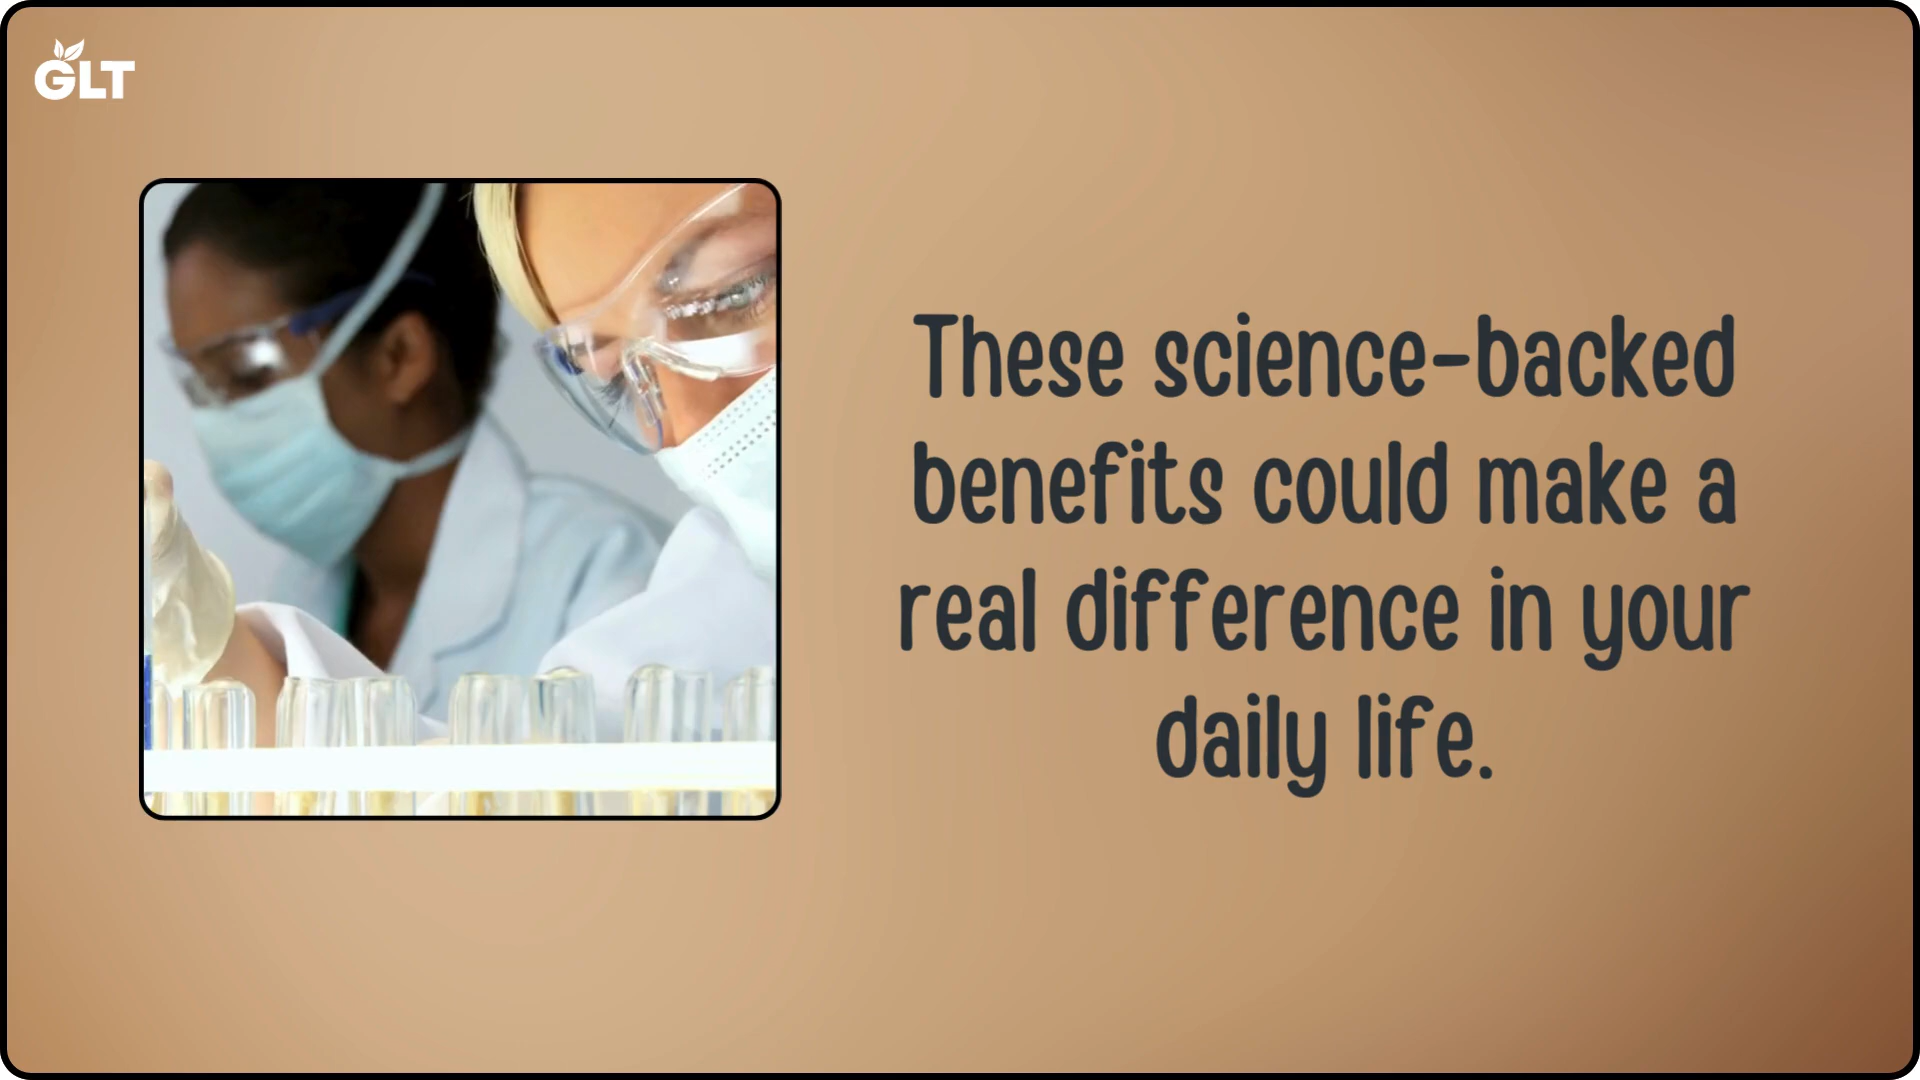 GLT
These science-backed
benefits could make a
real difference in your
daily life.